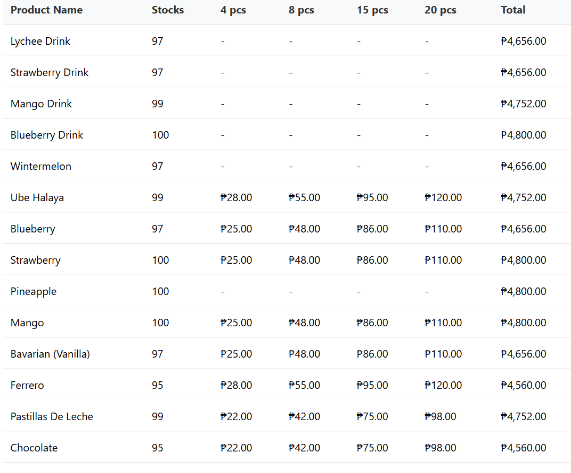 Product Name Stocks 4 pcs 8 pcs 15 pcs 20 pcs Total
Lychee Drink 97 - - - - ₱4,656.00
Strawberry Drink 97 - - - - ₱4,656.00
Mango Drink 99 - - - - ₱4,752.00
Blueberry Drink 100 - - - - ₱4,800.00
Wintermelon 97 - - - - ₱4,656.00
Ube Halaya 99 ₱28.00 ₱55.00 ₱95.00 ₱120.00 ₱4,752.00
Blueberry 97 ₱25.00 ₱48.00 ₱86.00 ₱110.00 ₱4,656.00
Strawberry 100 ₱25.00 ₱48.00 ₱86.00 ₱110.00 ₱4,800.00
Pineapple 100 - - - - ₱4,800.00
Mango 100 ₱25.00 ₱48.00 ₱86.00 ₱110.00 ₱4,800.00
Bavarian (Vanilla) 97 ₱25.00 ₱48.00 ₱86.00 ₱110.00 ₱4,656.00
Ferrero 95 ₱28.00 ₱55.00 ₱95.00 ₱120.00 ₱4,560.00
Pastillas De Leche 99 ₱22.00 ₱42.00 ₱75.00 ₱98.00 ₱4,752.00
Chocolate 95 ₱22.00 ₱42.00 ₱75.00 ₱98.00 ₱4,560.00